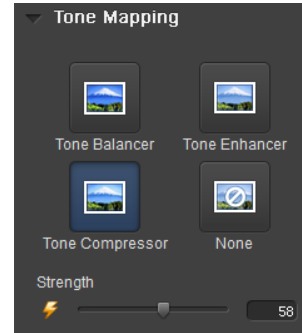 Tone Mapping
Tone Balancer Tone Enhancer
Tone Compressor None
Strength
58